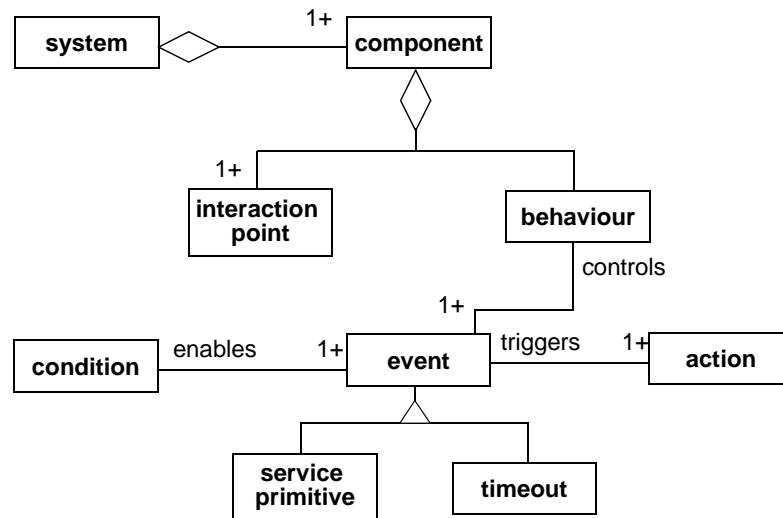 1+
system
component
1+
interaction
point
behaviour
controls
1+
enables
1+
triggers
1+
condition
event
action
service
primitive
timeout